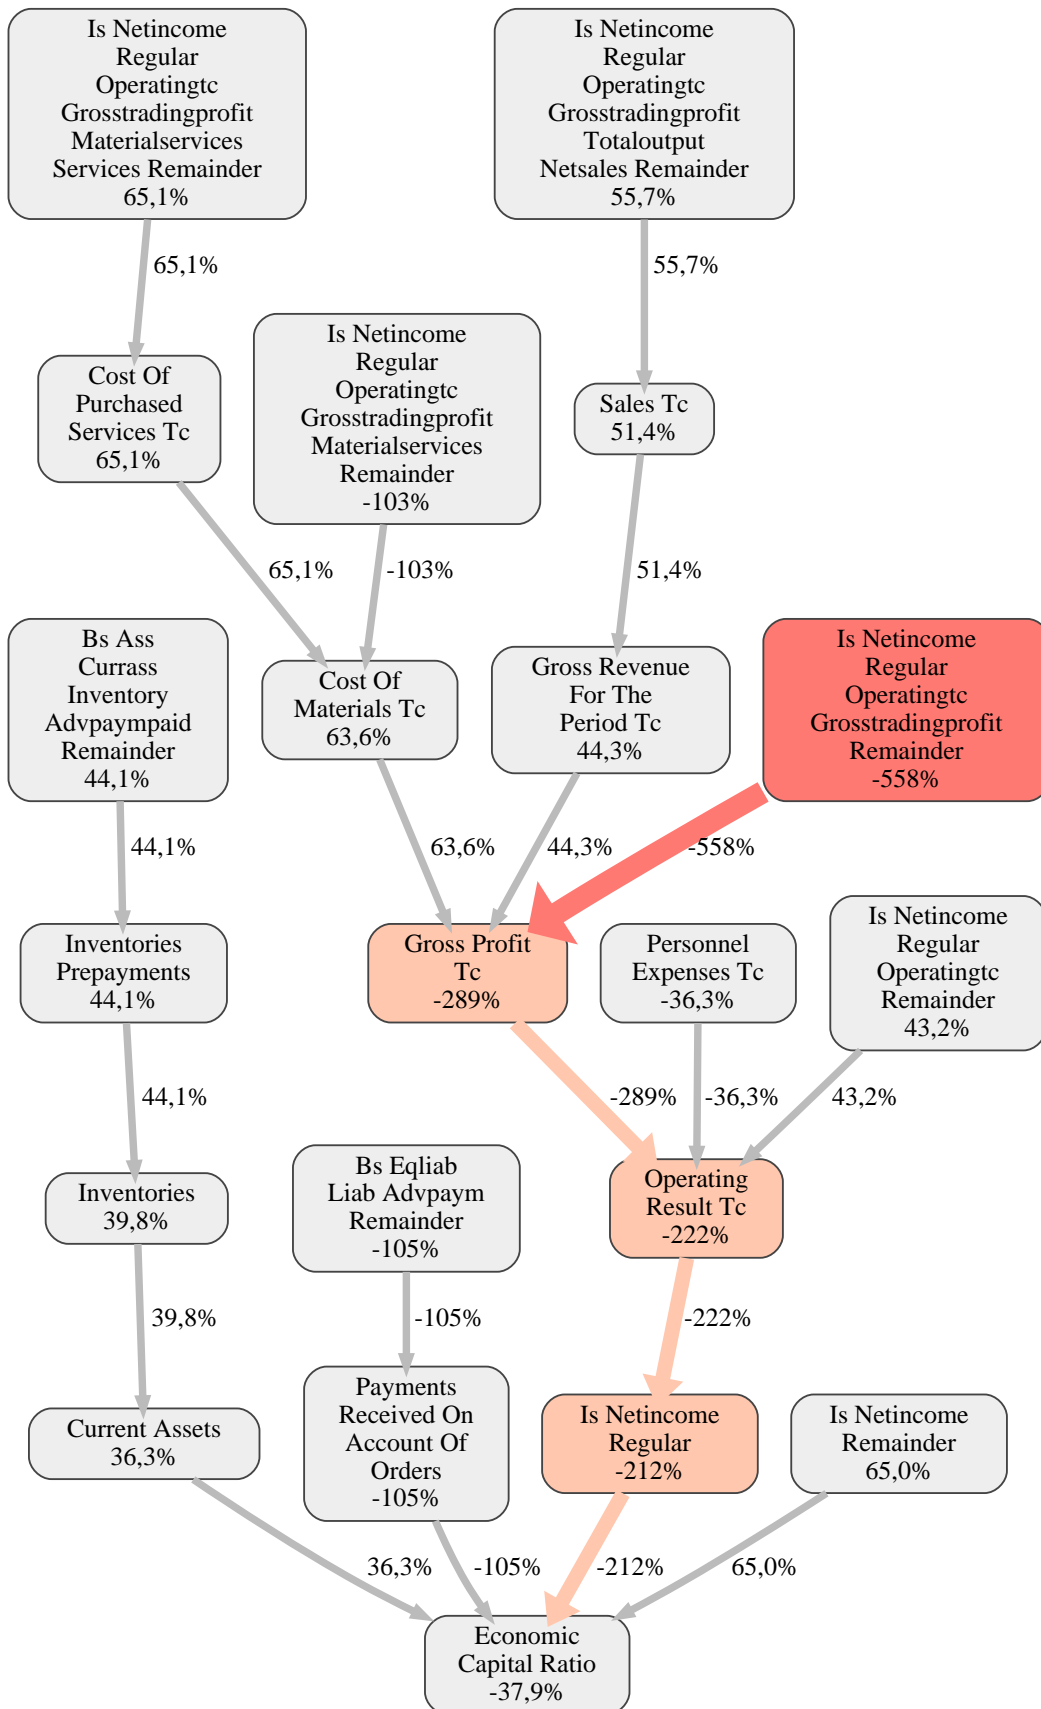 Is Netincome
Regular
Operatingtc
Grosstradingprofit
Materialservices
Services Remainder
65,1%
Is Netincome
Regular
Operatingtc
Grosstradingprofit
Totaloutput
Netsales Remainder
55,7%
65,1%
55,7%
Cost Of
Purchased
Services Tc
65,1%
Is Netincome
Regular
Operatingtc
Grosstradingprofit
Materialservices
Remainder
-103%
Sales Tc
51,4%
65,1%
-103%
51,4%
Bs Ass
Currass
Inventory
Advpaympaid
Remainder
44,1%
Cost Of
Materials Tc
63,6%
Gross Revenue
For The
Period Tc
44,3%
Is Netincome
Regular
Operatingtc
Grosstradingprofit
Remainder
-558%
44,1%
63,6%
44,3%
-558%
Inventories
Prepayments
44,1%
Gross Profit
Tc
-289%
Personnel
Expenses Tc
-36,3%
Is Netincome
Regular
Operatingtc
Remainder
43,2%
44,1%
-289%
-36,3%
43,2%
Inventories
39,8%
Bs Eqliab
Liab Advpaym
Remainder
-105%
Operating
Result Tc
-222%
39,8%
-105%
-222%
Current Assets
36,3%
Payments
Received On
Account Of
Orders
-105%
Is Netincome
Regular
-212%
Is Netincome
Remainder
65,0%
36,3%
-105%
-212%
65,0%
Economic
Capital Ratio
-37,9%